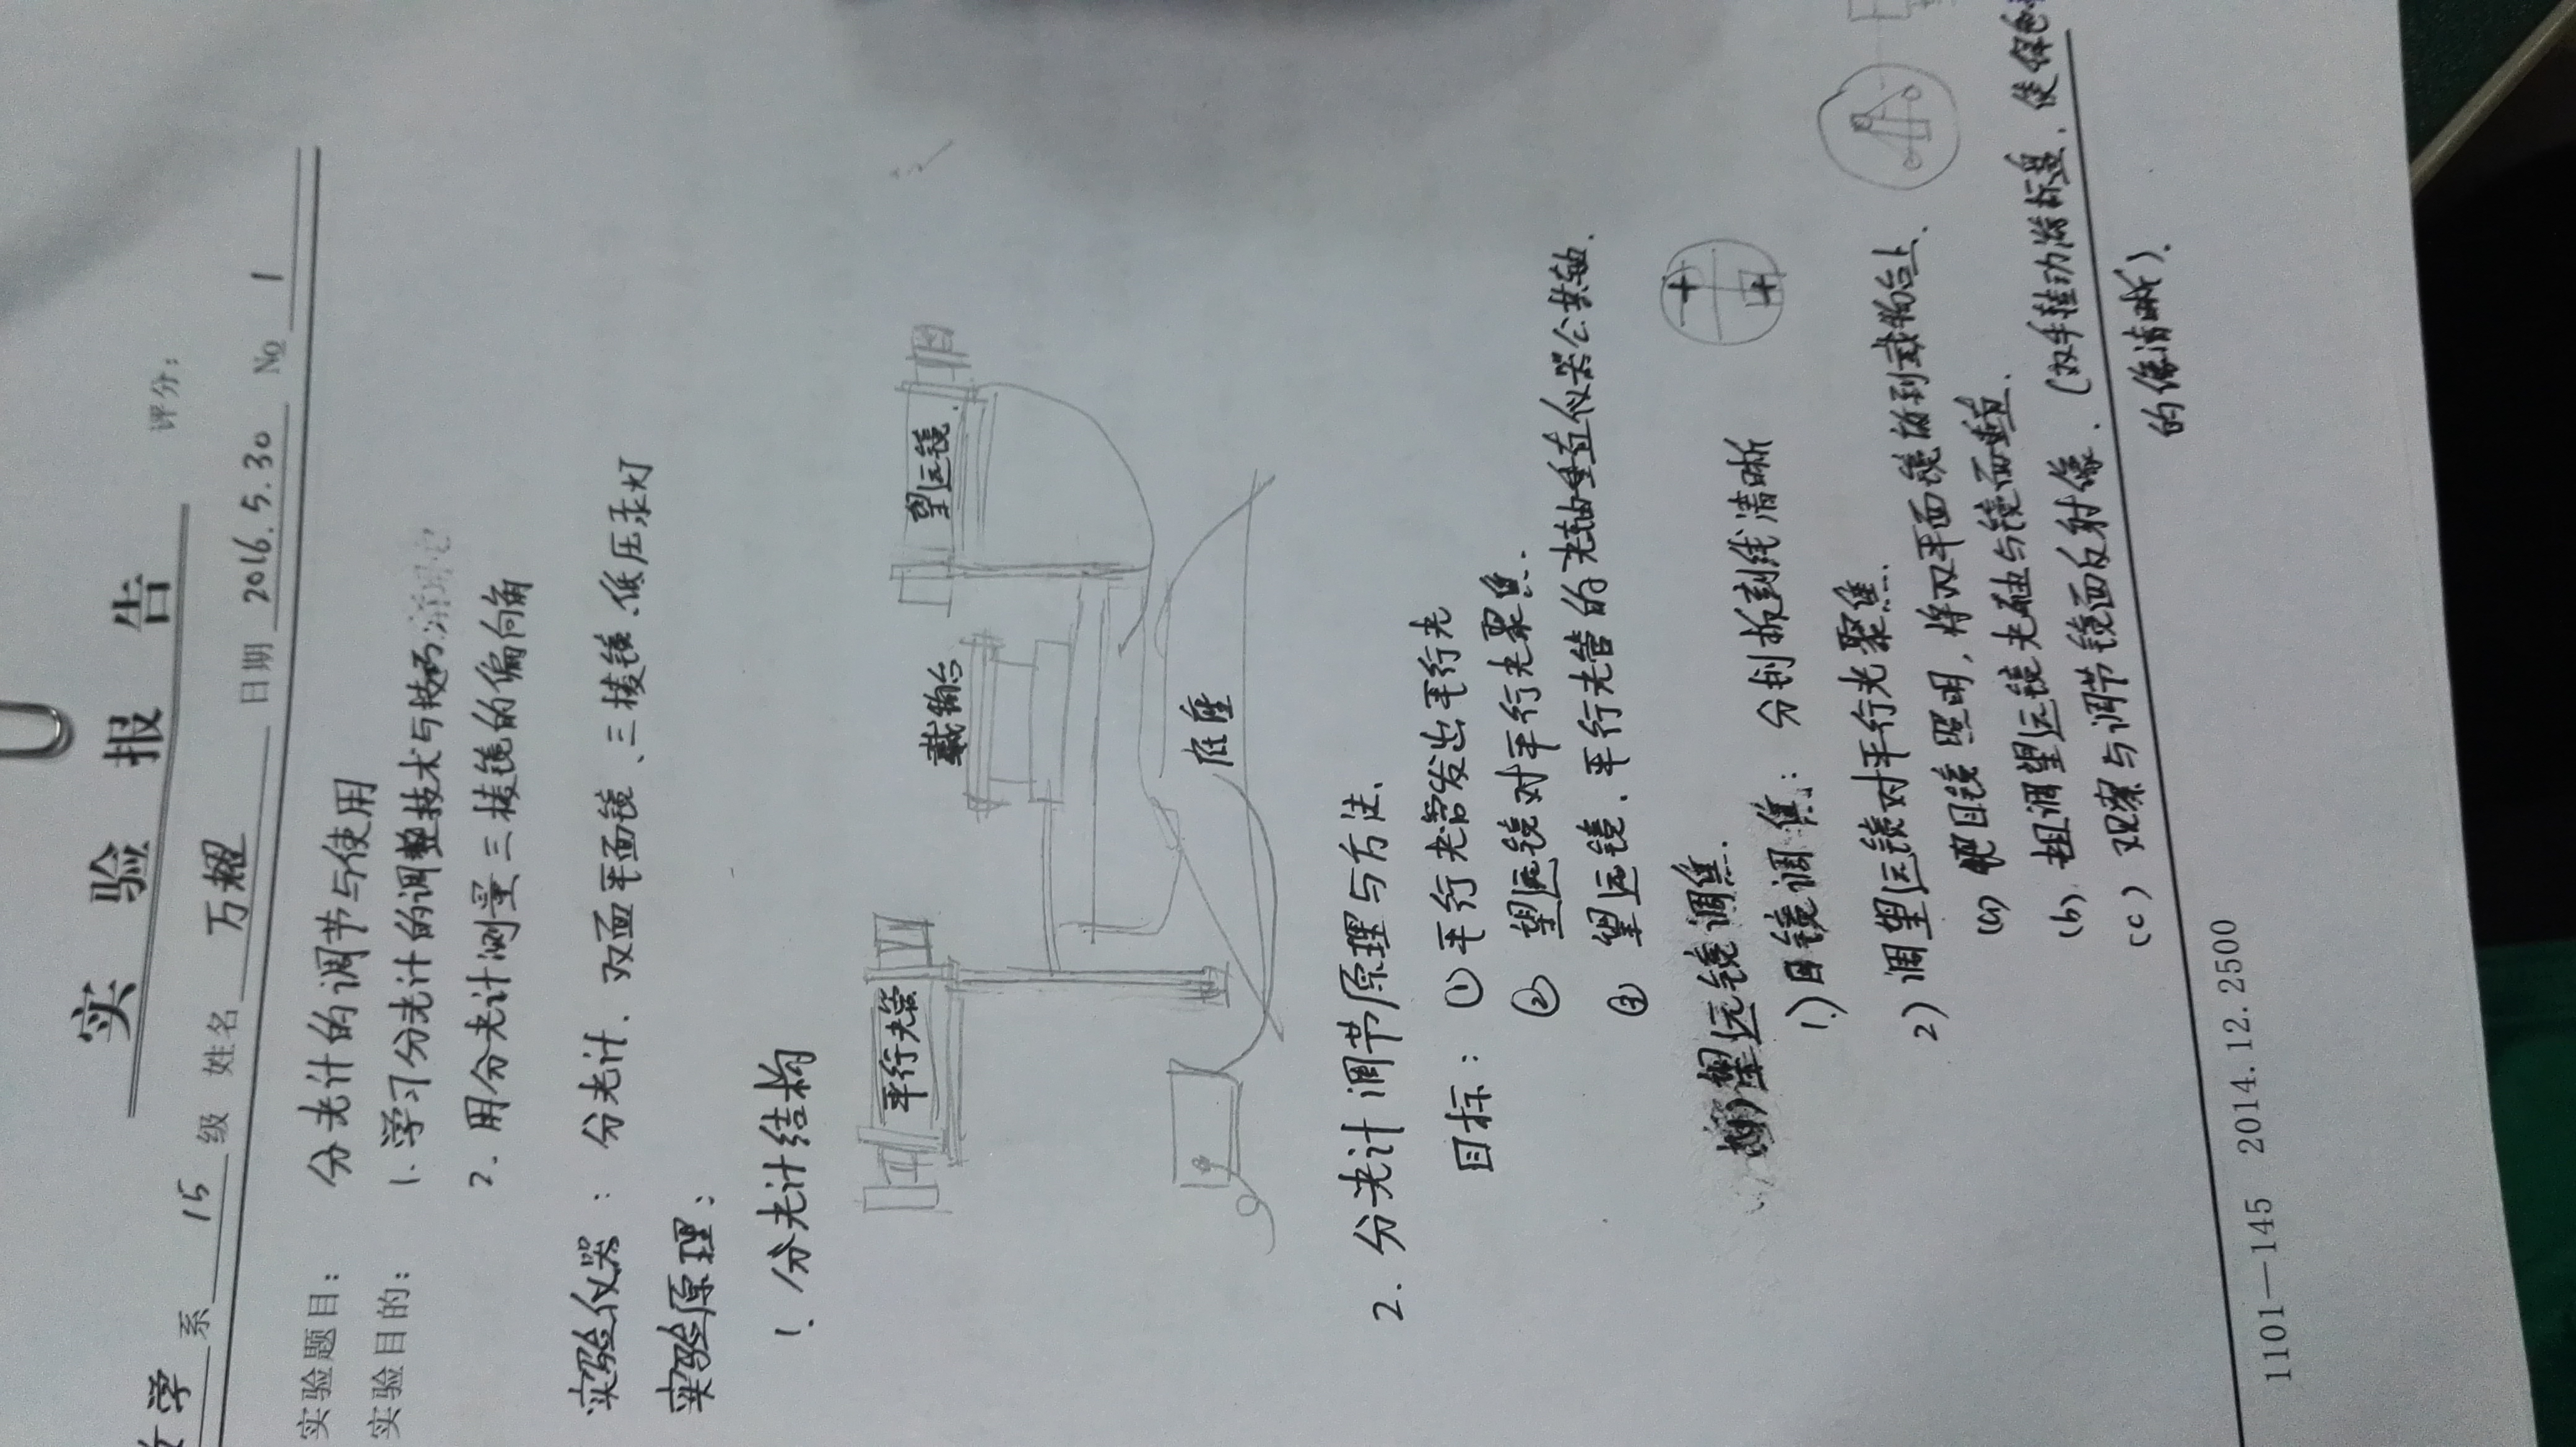 实验报告
评分：
学 系 15 级 姓名 万耀 日期 2016.5.30 No 1
实验题目： 分光计的调节与使用
实验目的： 1. 学习分光计的调整技术与技巧
2. 用分光计测量三棱镜的偏向角
实验仪器： 分光计、双面平面镜、三棱镜、低压汞灯
实验原理：
1. 分光计结构
平行光管 载物台 望远镜
底座
2. 分光计调节原理与方法.
目标： ① 平行光管发出平行光
② 望远镜对平行光聚焦.
③ 望远镜、平行光管的光轴垂直仪器公共轴.
望远镜调焦.
1) 目镜调焦： 分划板刻线清晰
2) 调望远镜对平行光聚焦.
(a) 把目镜照明, 将双平面镜放到载物台上.
(b) 粗调望远镜光轴与镜面垂直.
(c) 观察与调节镜面反射像. (双手推动游标盘, 使
的像清晰).
1101—145 2014.12.2500